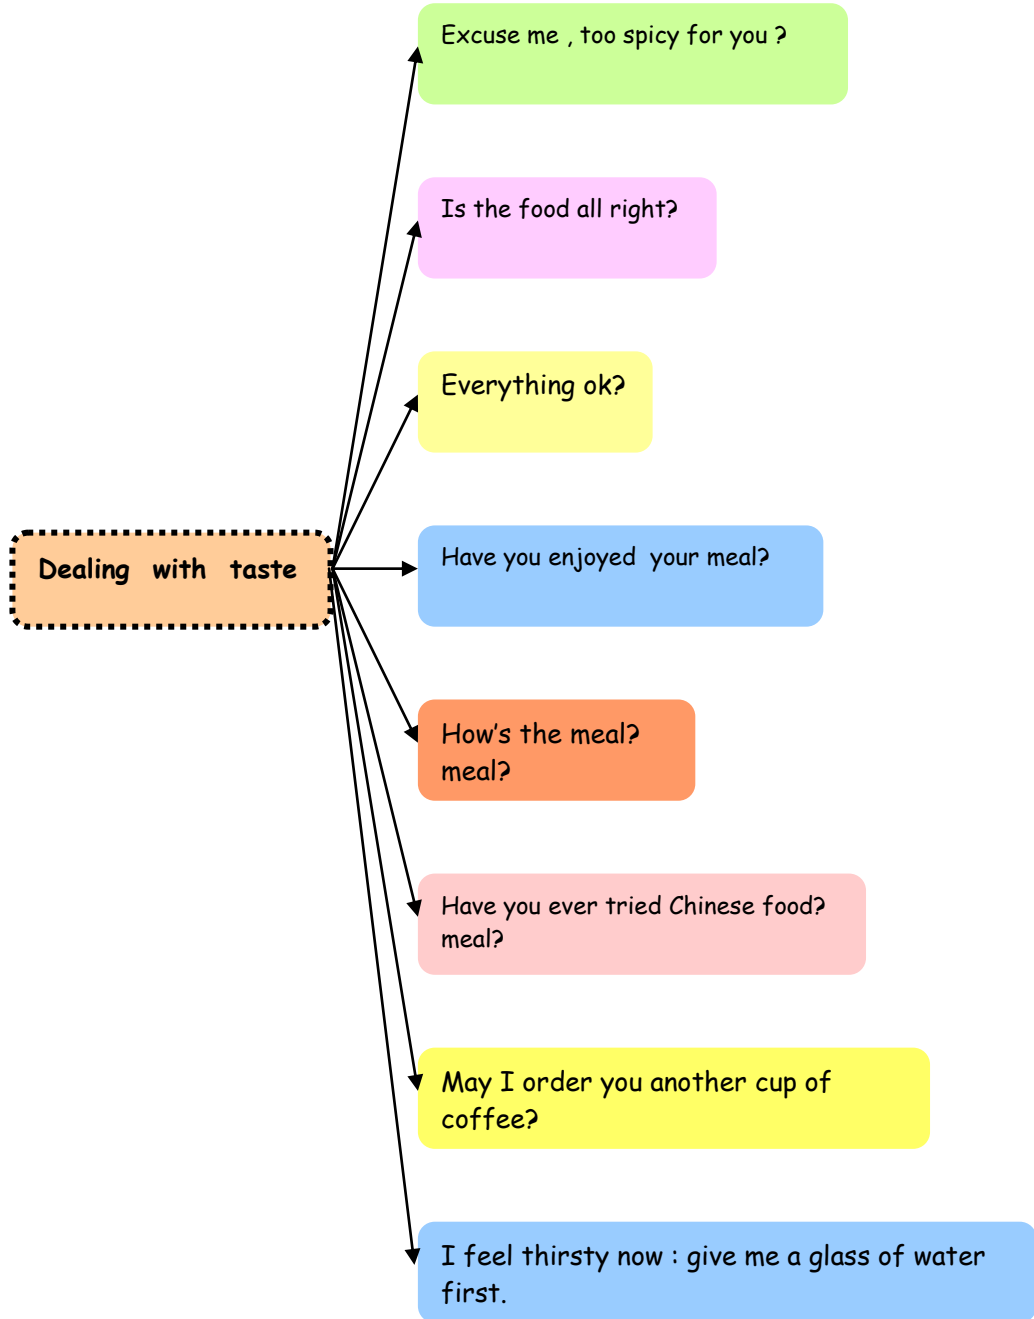 Excuse me , too spicy for you ?
Is the food all right?
Everything ok?
Dealing with taste
Have you enjoyed your meal?
How's the meal?
meal?
Have you ever tried Chinese food?
meal?
May I order you another cup of
coffee?
I feel thirsty now : give me a glass of water
first.